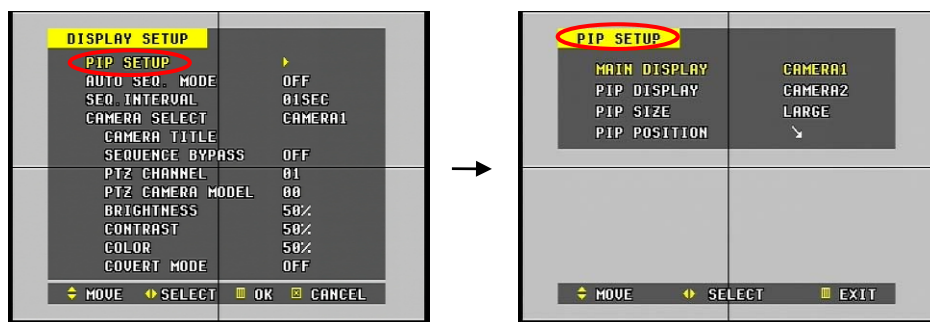 DISPLAY SETUP
PIP SETUP
AUTO SEQ. MODE OFF
SEQ.INTERVAL 01SEC
CAMERA SELECT CAMERA1
CAMERA TITLE
SEQUENCE BYPASS OFF
PTZ CHANNEL 01
PTZ CAMERA MODEL 00
BRIGHTNESS 50%
CONTRAST 50%
COLOR 50%
COVERT MODE OFF
MOVE SELECT OK CANCEL
PIP SETUP
MAIN DISPLAY CAMERA1
PIP DISPLAY CAMERA2
PIP SIZE LARGE
PIP POSITION ↘
MOVE SELECT EXIT